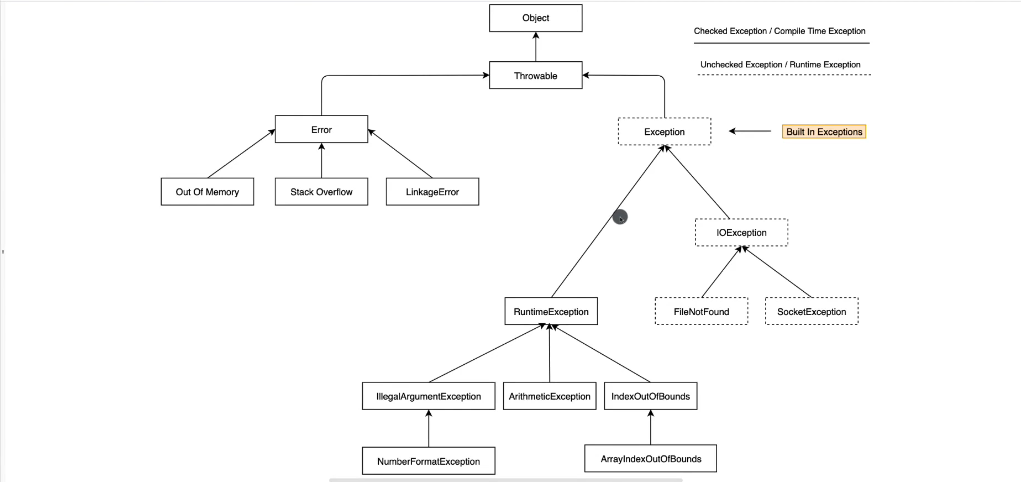 Object
Checked Exception / Compile Time Exception
Unchecked Exception / Runtime Exception
Throwable
Error
Exception
Built In Exceptions
Out Of Memory
Stack Overflow
LinkageError
IOException
RuntimeException
FileNotFound
SocketException
IllegalArgumentException
ArithmeticException
IndexOutOfBounds
NumberFormatException
ArrayIndexOutOfBounds